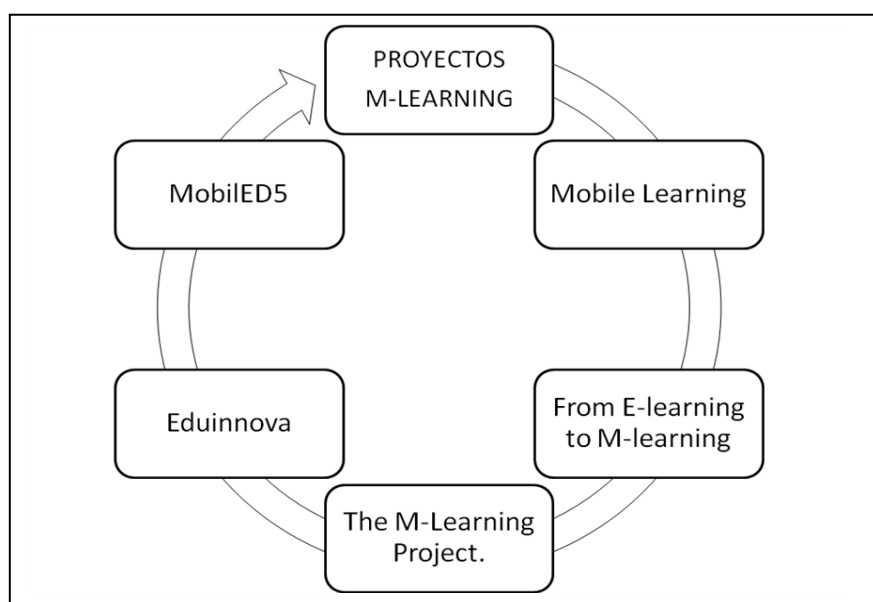 PROYECTOS
M-LEARNING
Mobile Learning
From E-learning
to M-learning
The M-Learning
Project.
Eduinnova
MobilED5